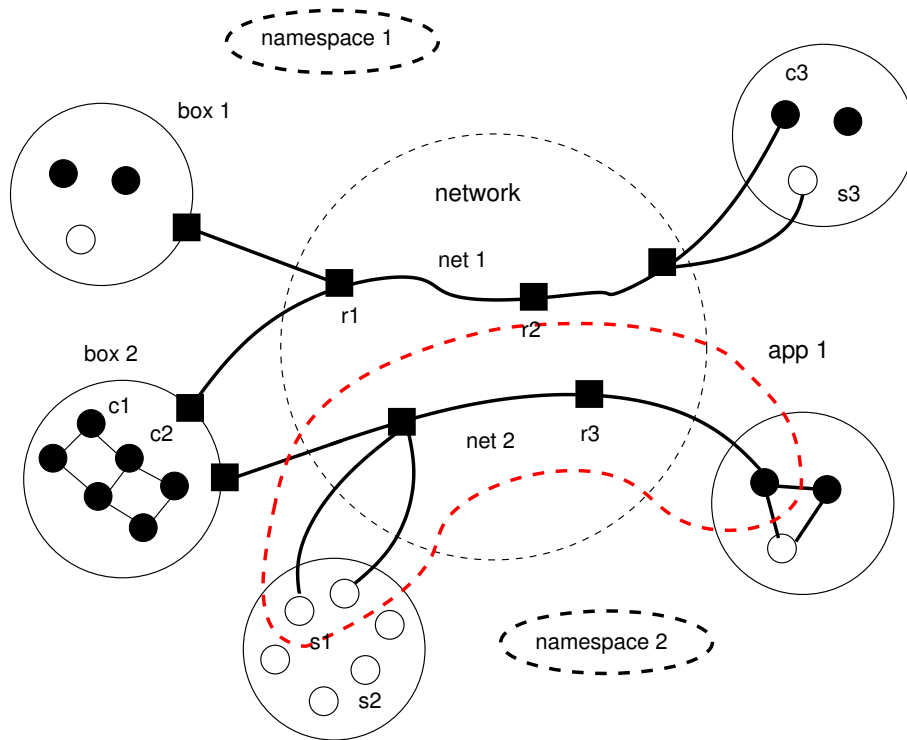 namespace 1
c3
box 1
network
s3
net 1
r1
r2
box 2
app 1
c1
c2
net 2
r3
s1
namespace 2
s2